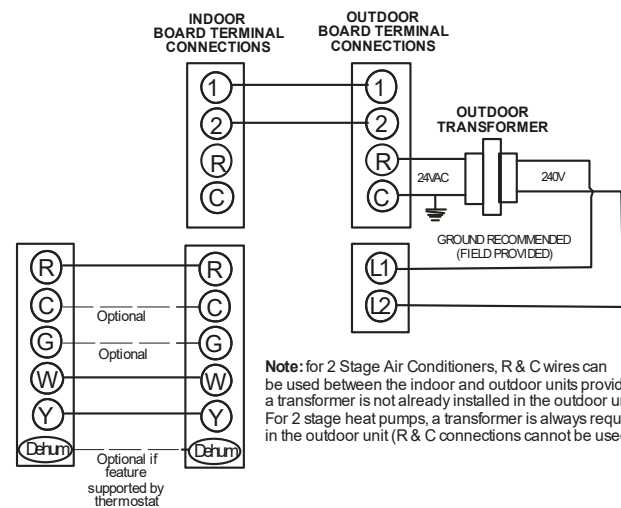 INDOOR
BOARD TERMINAL
CONNECTIONS
OUTDOOR
BOARD TERMINAL
CONNECTIONS
1
2
R
C
1
2
R
C
OUTDOOR
TRANSFORMER
24VAC
240V
GROUND RECOMMENDED
(FIELD PROVIDED)
L1
L2
R
C
G
W
Y
Dehum
Optional
Optional
Optional if
feature
supported by
thermostat
R
C
G
W
Y
Dehum
Note: for 2 Stage Air Conditioners, R & C wires can
be used between the indoor and outdoor units provid
a transformer is not already installed in the outdoor u
For 2 stage heat pumps, a transformer is always requ
in the outdoor unit (R & C connections cannot be use